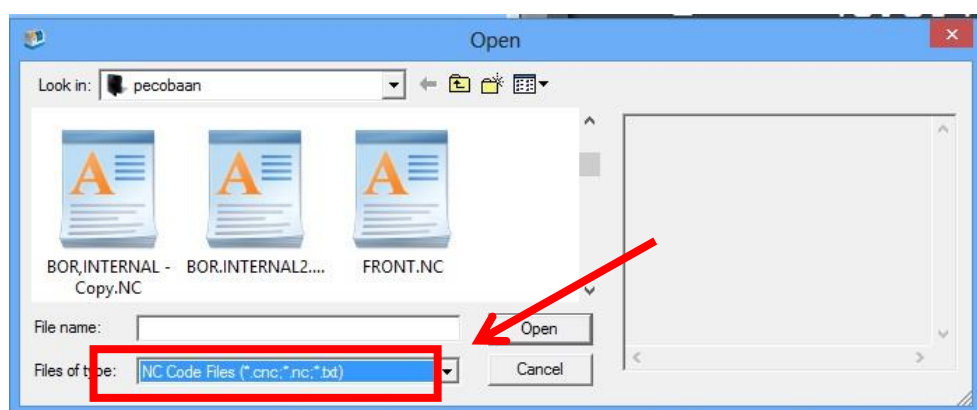 Open
Look in: pecobaan
BOR,INTERNAL - Copy.NC
BOR.INTERNAL2....
FRONT.NC
File name:
Open
Files of type: NC Code Files (*.cnc;*.nc;*.txt)
Cancel